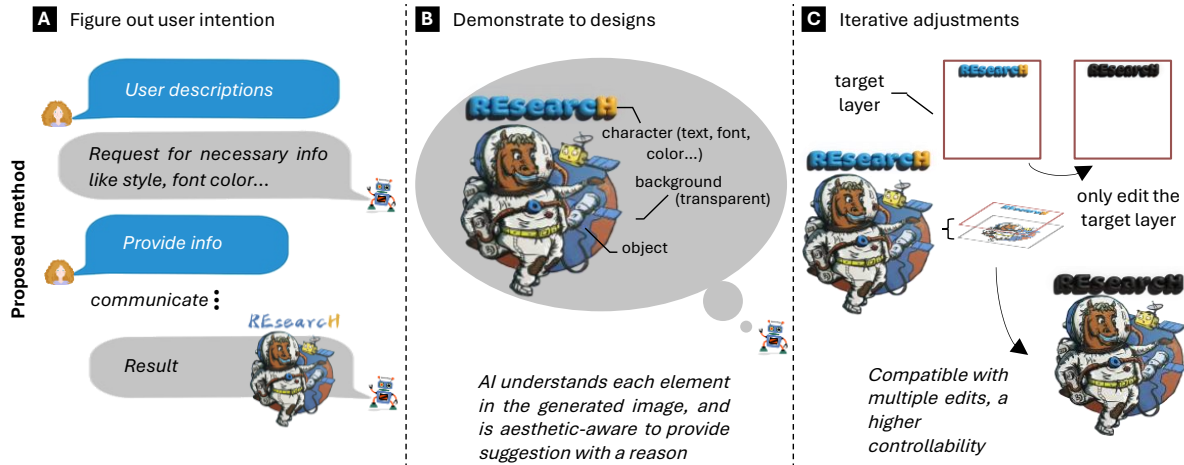 A Figure out user intention
User descriptions
Request for necessary info
like style, font color...
Provide info
communicate
REsearcH
Result
Proposed method
B Demonstrate to designs
REsearcH
character (text, font,
color...)
background
(transparent)
object
AI understands each element
in the generated image, and
is aesthetic-aware to provide
suggestion with a reason
C Iterative adjustments
target
layer
REsearcH
REsearcH
REsearcH
only edit the
target layer
REsearcH
REsearcH
Compatible with
multiple edits, a
higher
controllability